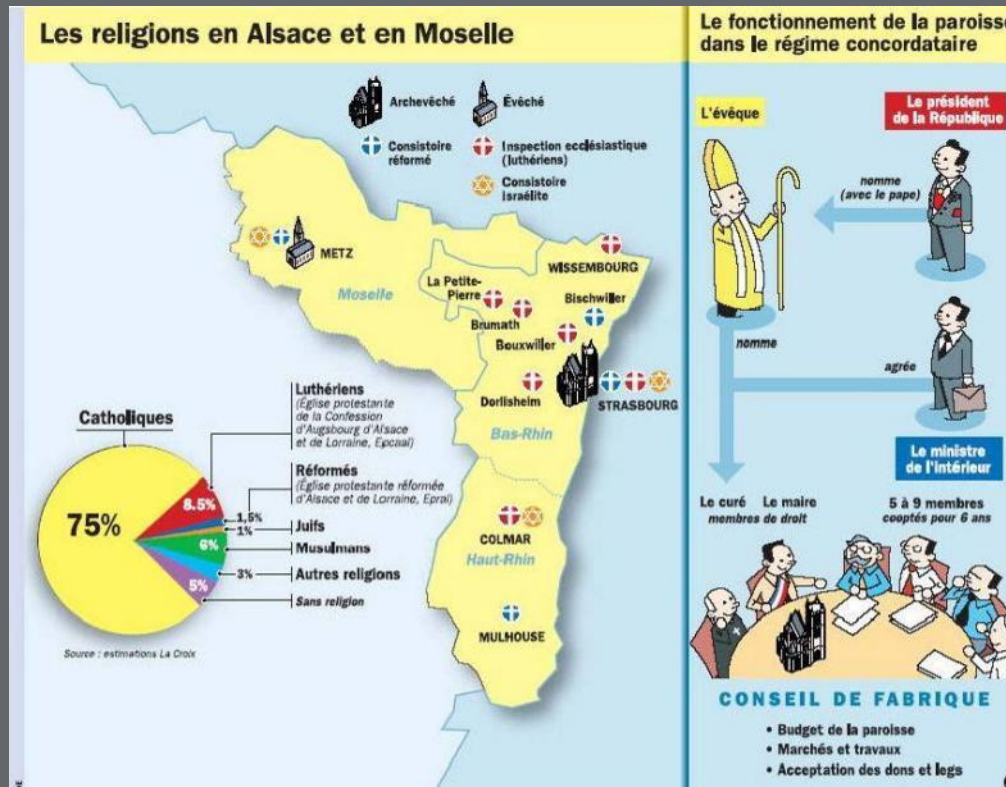 Les religions en Alsace et en Moselle
Archevêché
Évêché
Consistoire
réformé
Inspection ecclésiastique
(luthériens)
Consistoire
Israélite
METZ
Moselle
WISSEMBOURG
La Petite-
Pierre
Bischwiller
Brumath
Bouxwiller
Dorlisheim
STRASBOURG
Bas-Rhin
COLMAR
Haut-Rhin
MULHOUSE
Catholiques
75%
Luthériens
(Église protestante
de la Confession
d'Augsbourg d'Alsace
et de Lorraine, Epcaal)
8.5%
Réformés
(Église protestante réformée
d'Alsace et de Lorraine, Epral)
1,5%
Juifs
1%
Musulmans
6%
Autres religions
3%
Sans religion
5%
Source : estimations La Croix
Le fonctionnement de la paroisse
dans le régime concordataire
L'évêque
Le président
de la République
nomme
(avec le pape)
nomme
agrée
Le ministre
de l'Intérieur
Le curé Le maire
membres de droit
5 à 9 membres
cooptés pour 6 ans
CONSEIL DE FABRIQUE
• Budget de la paroisse
• Marchés et travaux
• Acceptation des dons et legs